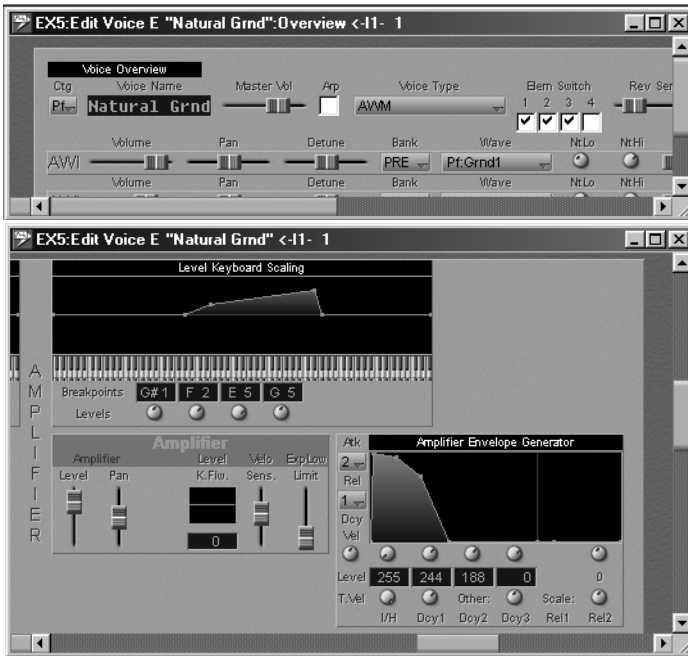 EX5:Edit Voice E "Natural Grnd":Overview <-I1- 1
Voice Overview
Ctg Voice Name Master Vol Arp Voice Type Elem Switch Rev Sen
Pf Natural Grnd AWM 1 2 3 4
Volume Pan Detune Bank Wave NtLo NtHi
AWM PRE Pf:Grnd1
Volume Pan Detune Bank Wave NtLo NtHi
EX5:Edit Voice E "Natural Grnd" <-I1- 1
Level Keyboard Scaling
AMPLIFIER
Breakpoints G# 1 F 2 E 5 G 5
Levels
Amplifier
Amplifier Level Velo ExpLow
Level Pan K.Flw. Sens. Limit
0
Atk Amplifier Envelope Generator
2
Rel
1
Dcy
Vel
Level 255 244 188 0 0
T.Vel Other: Scale:
I/H Dcy1 Dcy2 Dcy3 Rel1 Rel2